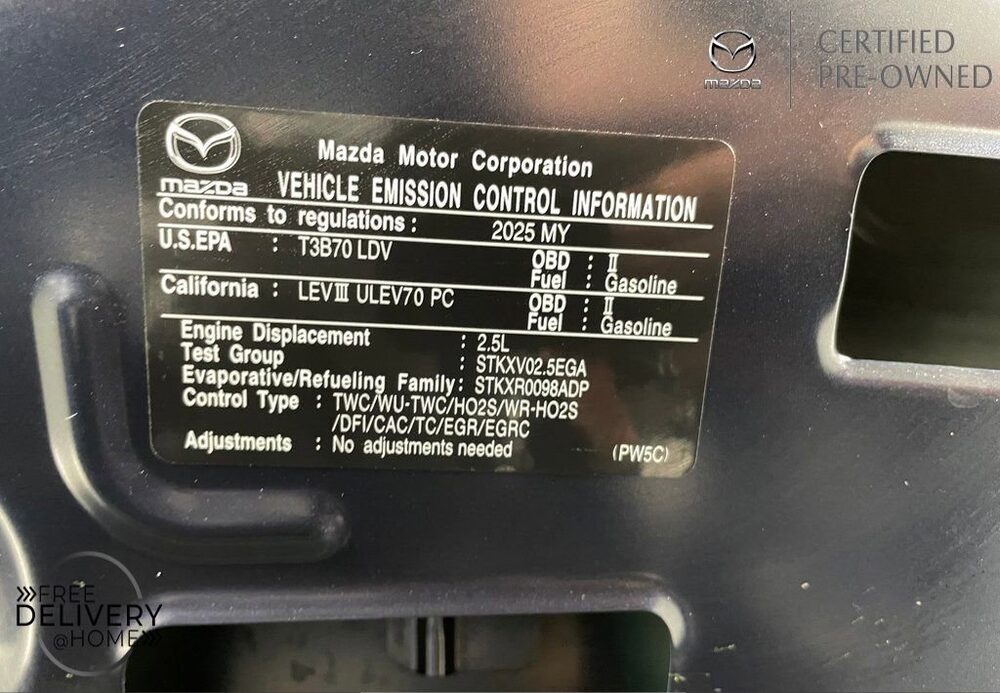 CERTIFIED
mazda PRE-OWNED
Mazda Motor Corporation
mazda VEHICLE EMISSION CONTROL INFORMATION
Conforms to regulations : 2025 MY
U.S.EPA : T3B70 LDV OBD : II
Fuel : Gasoline
California : LEVIII ULEV70 PC OBD : II
Fuel : Gasoline
Engine Displacement : 2.5L
Test Group : STKXV02.5EGA
Evaporative/Refueling Family : STKXR0098ADP
Control Type : TWC/WU-TWC/HO2S/WR-HO2S
/DFI/CAC/TC/EGR/EGRC
Adjustments : No adjustments needed (PW5C)
FREE
DELIVERY
@HOME